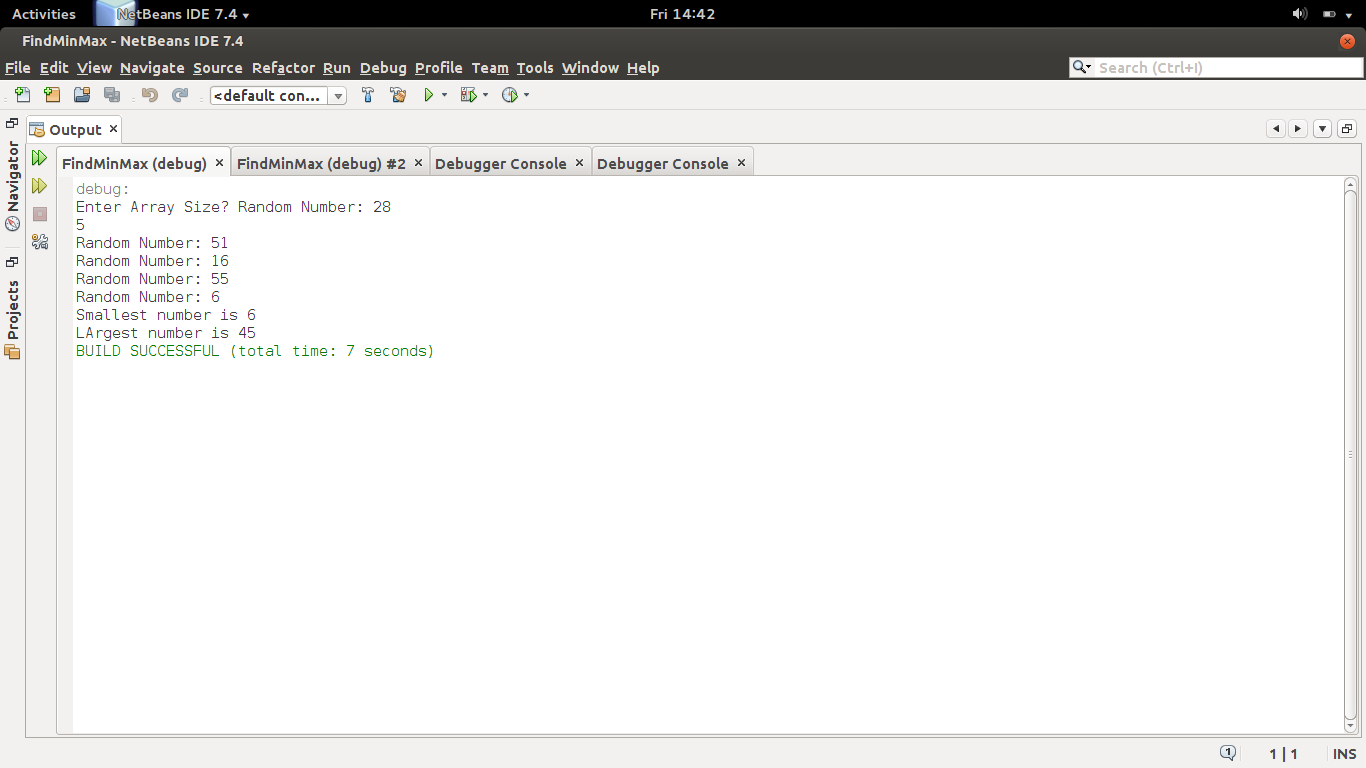 Activities NetBeans IDE 7.4 Fri 14:42
FindMinMax - NetBeans IDE 7.4
File Edit View Navigate Source Refactor Run Debug Profile Team Tools Window Help Search (Ctrl+I)
<default con...
Output
Navigator
Projects
FindMinMax (debug) FindMinMax (debug) #2 Debugger Console Debugger Console
debug:
Enter Array Size? Random Number: 28
5
Random Number: 51
Random Number: 16
Random Number: 55
Random Number: 6
Smallest number is 6
LArgest number is 45
BUILD SUCCESSFUL (total time: 7 seconds)
1 1 | 1 INS